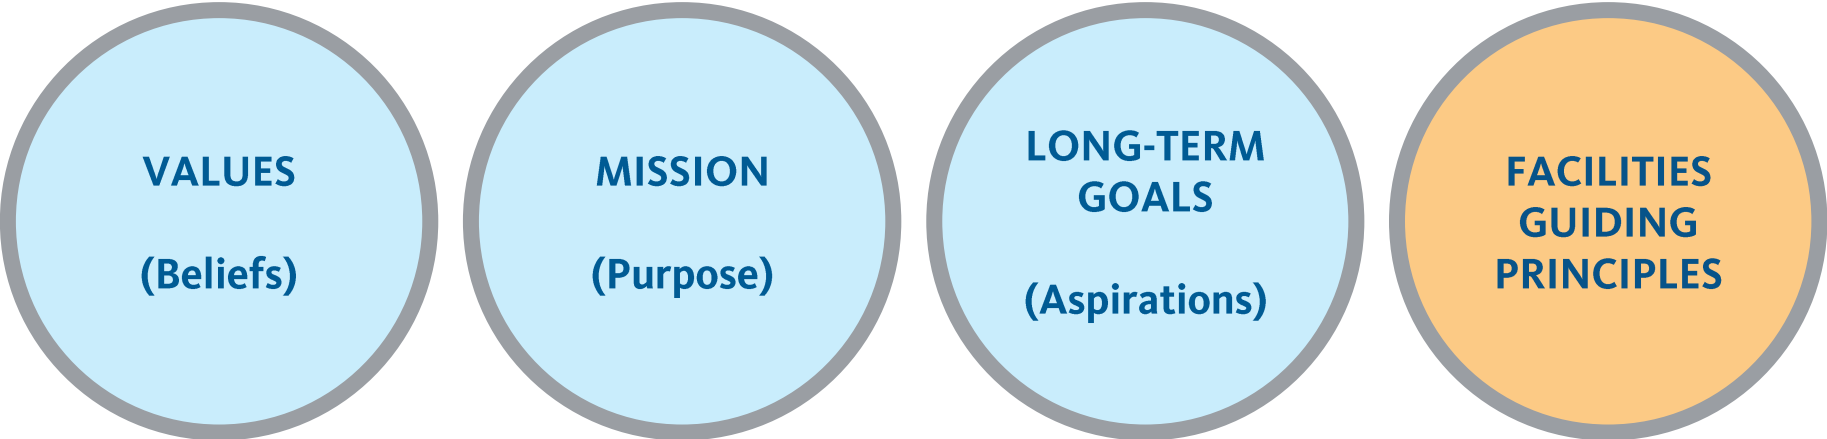 VALUES
(Beliefs)
MISSION
(Purpose)
LONG-TERM
GOALS
(Aspirations)
FACILITIES
GUIDING
PRINCIPLES